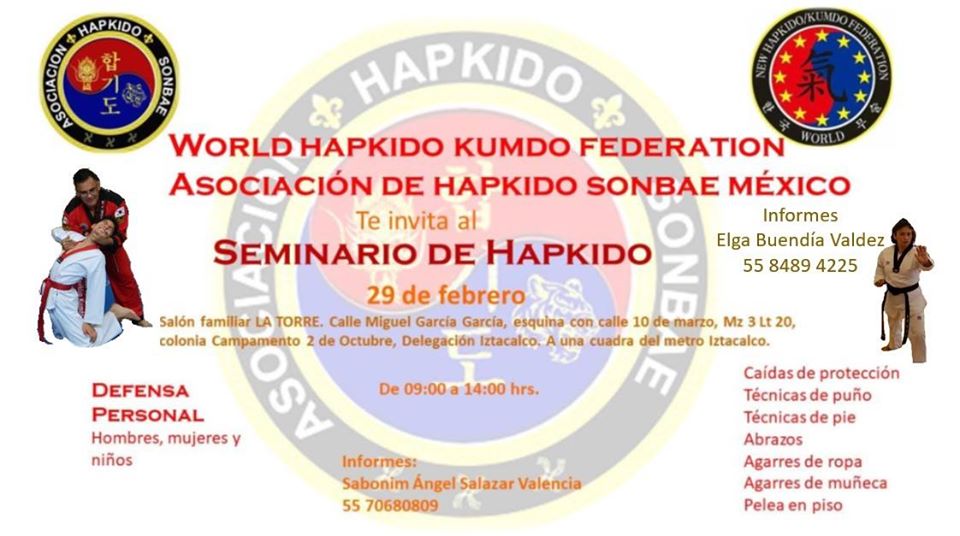 ASOCIACION HAPKIDO SONBAE
합기도
NEW HAPKIDO/KUMDO FEDERATION
氣
WORLD
WORLD HAPKIDO KUMDO FEDERATION
ASOCIACIÓN DE HAPKIDO SONBAE MÉXICO
Te invita al
SEMINARIO DE HAPKIDO
29 de febrero
Informes
Elga Buendía Valdez
55 8489 4225
Salón familiar LA TORRE. Calle Miguel García García, esquina con calle 10 de marzo, Mz 3 Lt 20,
colonia Campamento 2 de Octubre, Delegación Iztacalco. A una cuadra del metro Iztacalco.
De 09:00 a 14:00 hrs.
DEFENSA
PERSONAL
Hombres, mujeres y
niños
Informes:
Sabonim Ángel Salazar Valencia
55 70680809
Caídas de protección
Técnicas de puño
Técnicas de pie
Abrazos
Agarres de ropa
Agarres de muñeca
Pelea en piso
ASOCIACION HAPKIDO SONBAE
합기도